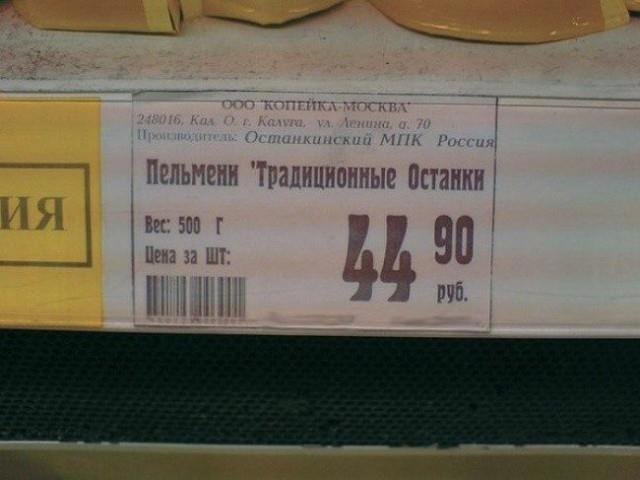 ООО "КОПЕЙКА-МОСКВА"
248016, Кал. О. г. Калуга, ул. Ленина, д. 70
Производитель: Останкинский МПК Россия
Пельмени 'Традиционные Останки
Вес: 500 Г
Цена за ШТ:
44 90
руб.
ИЯ